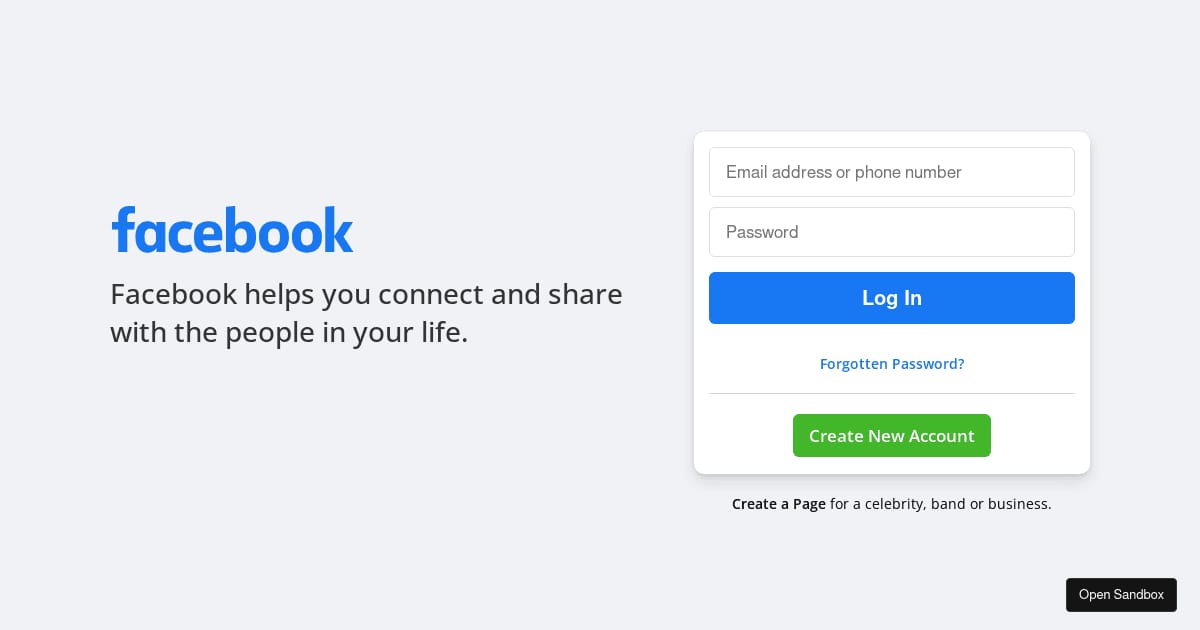 facebook
Facebook helps you connect and share
with the people in your life.
Email address or phone number
Password
Log In
Forgotten Password?
Create New Account
Create a Page for a celebrity, band or business.
Open Sandbox